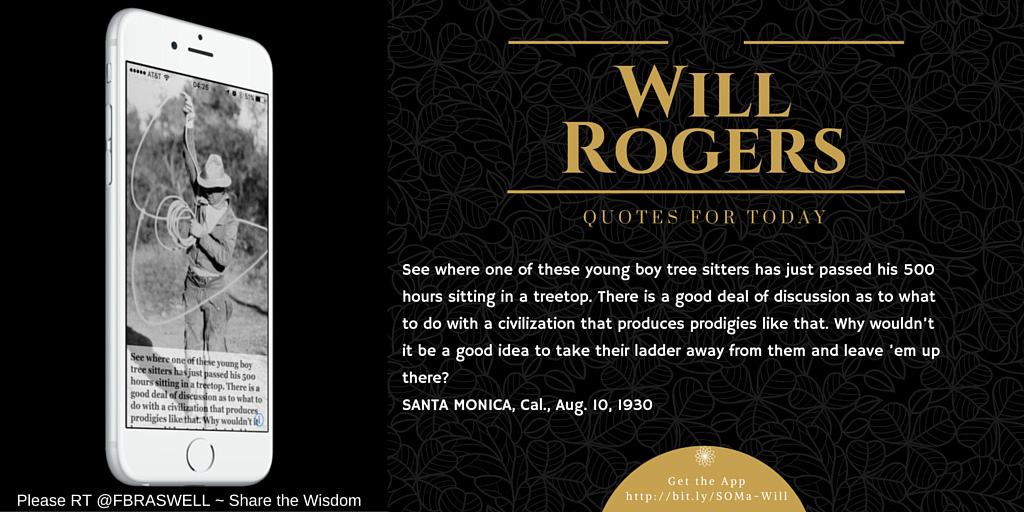 AT&T
04:26
51%
See where one of these young boy
tree sitters has just passed his 500
hours sitting in a treetop. There is a
good deal of discussion as to what to
do with a civilization that produces
prodigies like that. Why wouldn't it
Please RT @FBRASWELL ~ Share the Wisdom
WILL
ROGERS
QUOTES FOR TODAY
See where one of these young boy tree sitters has just passed his 500
hours sitting in a treetop. There is a good deal of discussion as to what
to do with a civilization that produces prodigies like that. Why wouldn't
it be a good idea to take their ladder away from them and leave 'em up
there?
SANTA MONICA, Cal., Aug. 10, 1930
Get the App
http://bit.ly/SOMa-Will